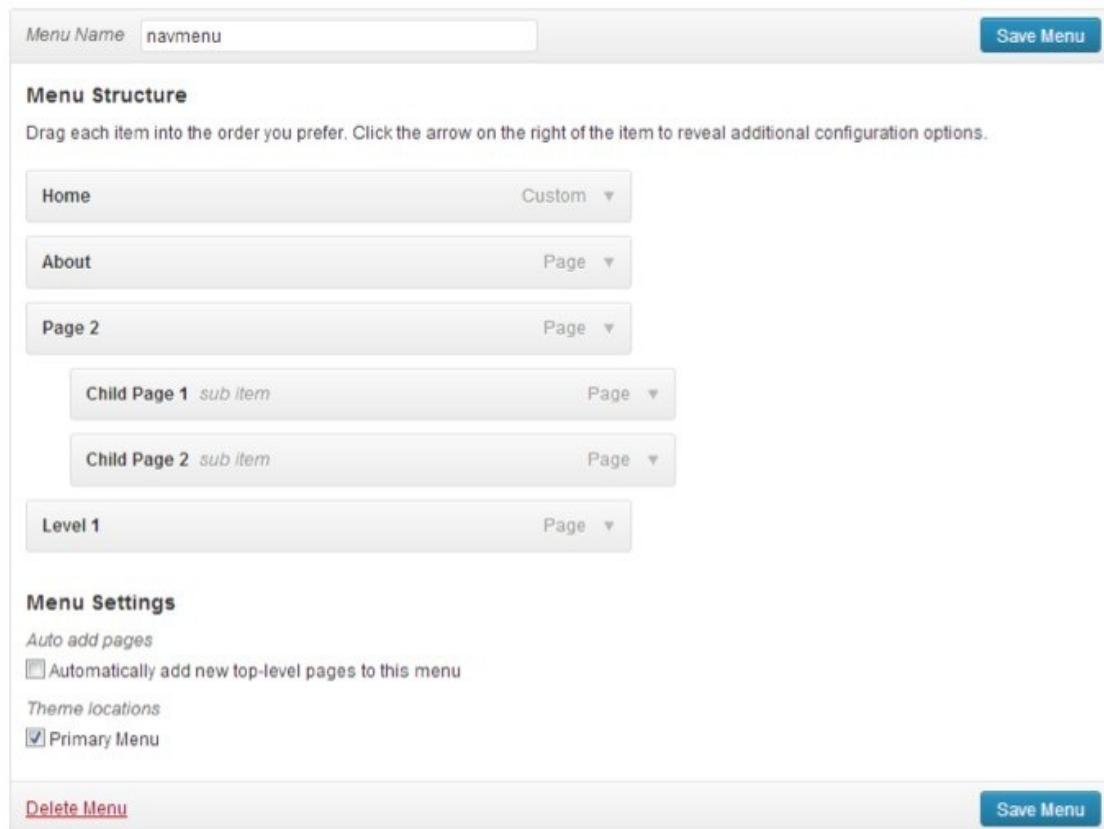 Menu Name navmenu Save Menu
Menu Structure
Drag each item into the order you prefer. Click the arrow on the right of the item to reveal additional configuration options.
Home Custom
About Page
Page 2 Page
Child Page 1 sub item Page
Child Page 2 sub item Page
Level 1 Page
Menu Settings
Auto add pages
Automatically add new top-level pages to this menu
Theme locations
Primary Menu
Delete Menu Save Menu